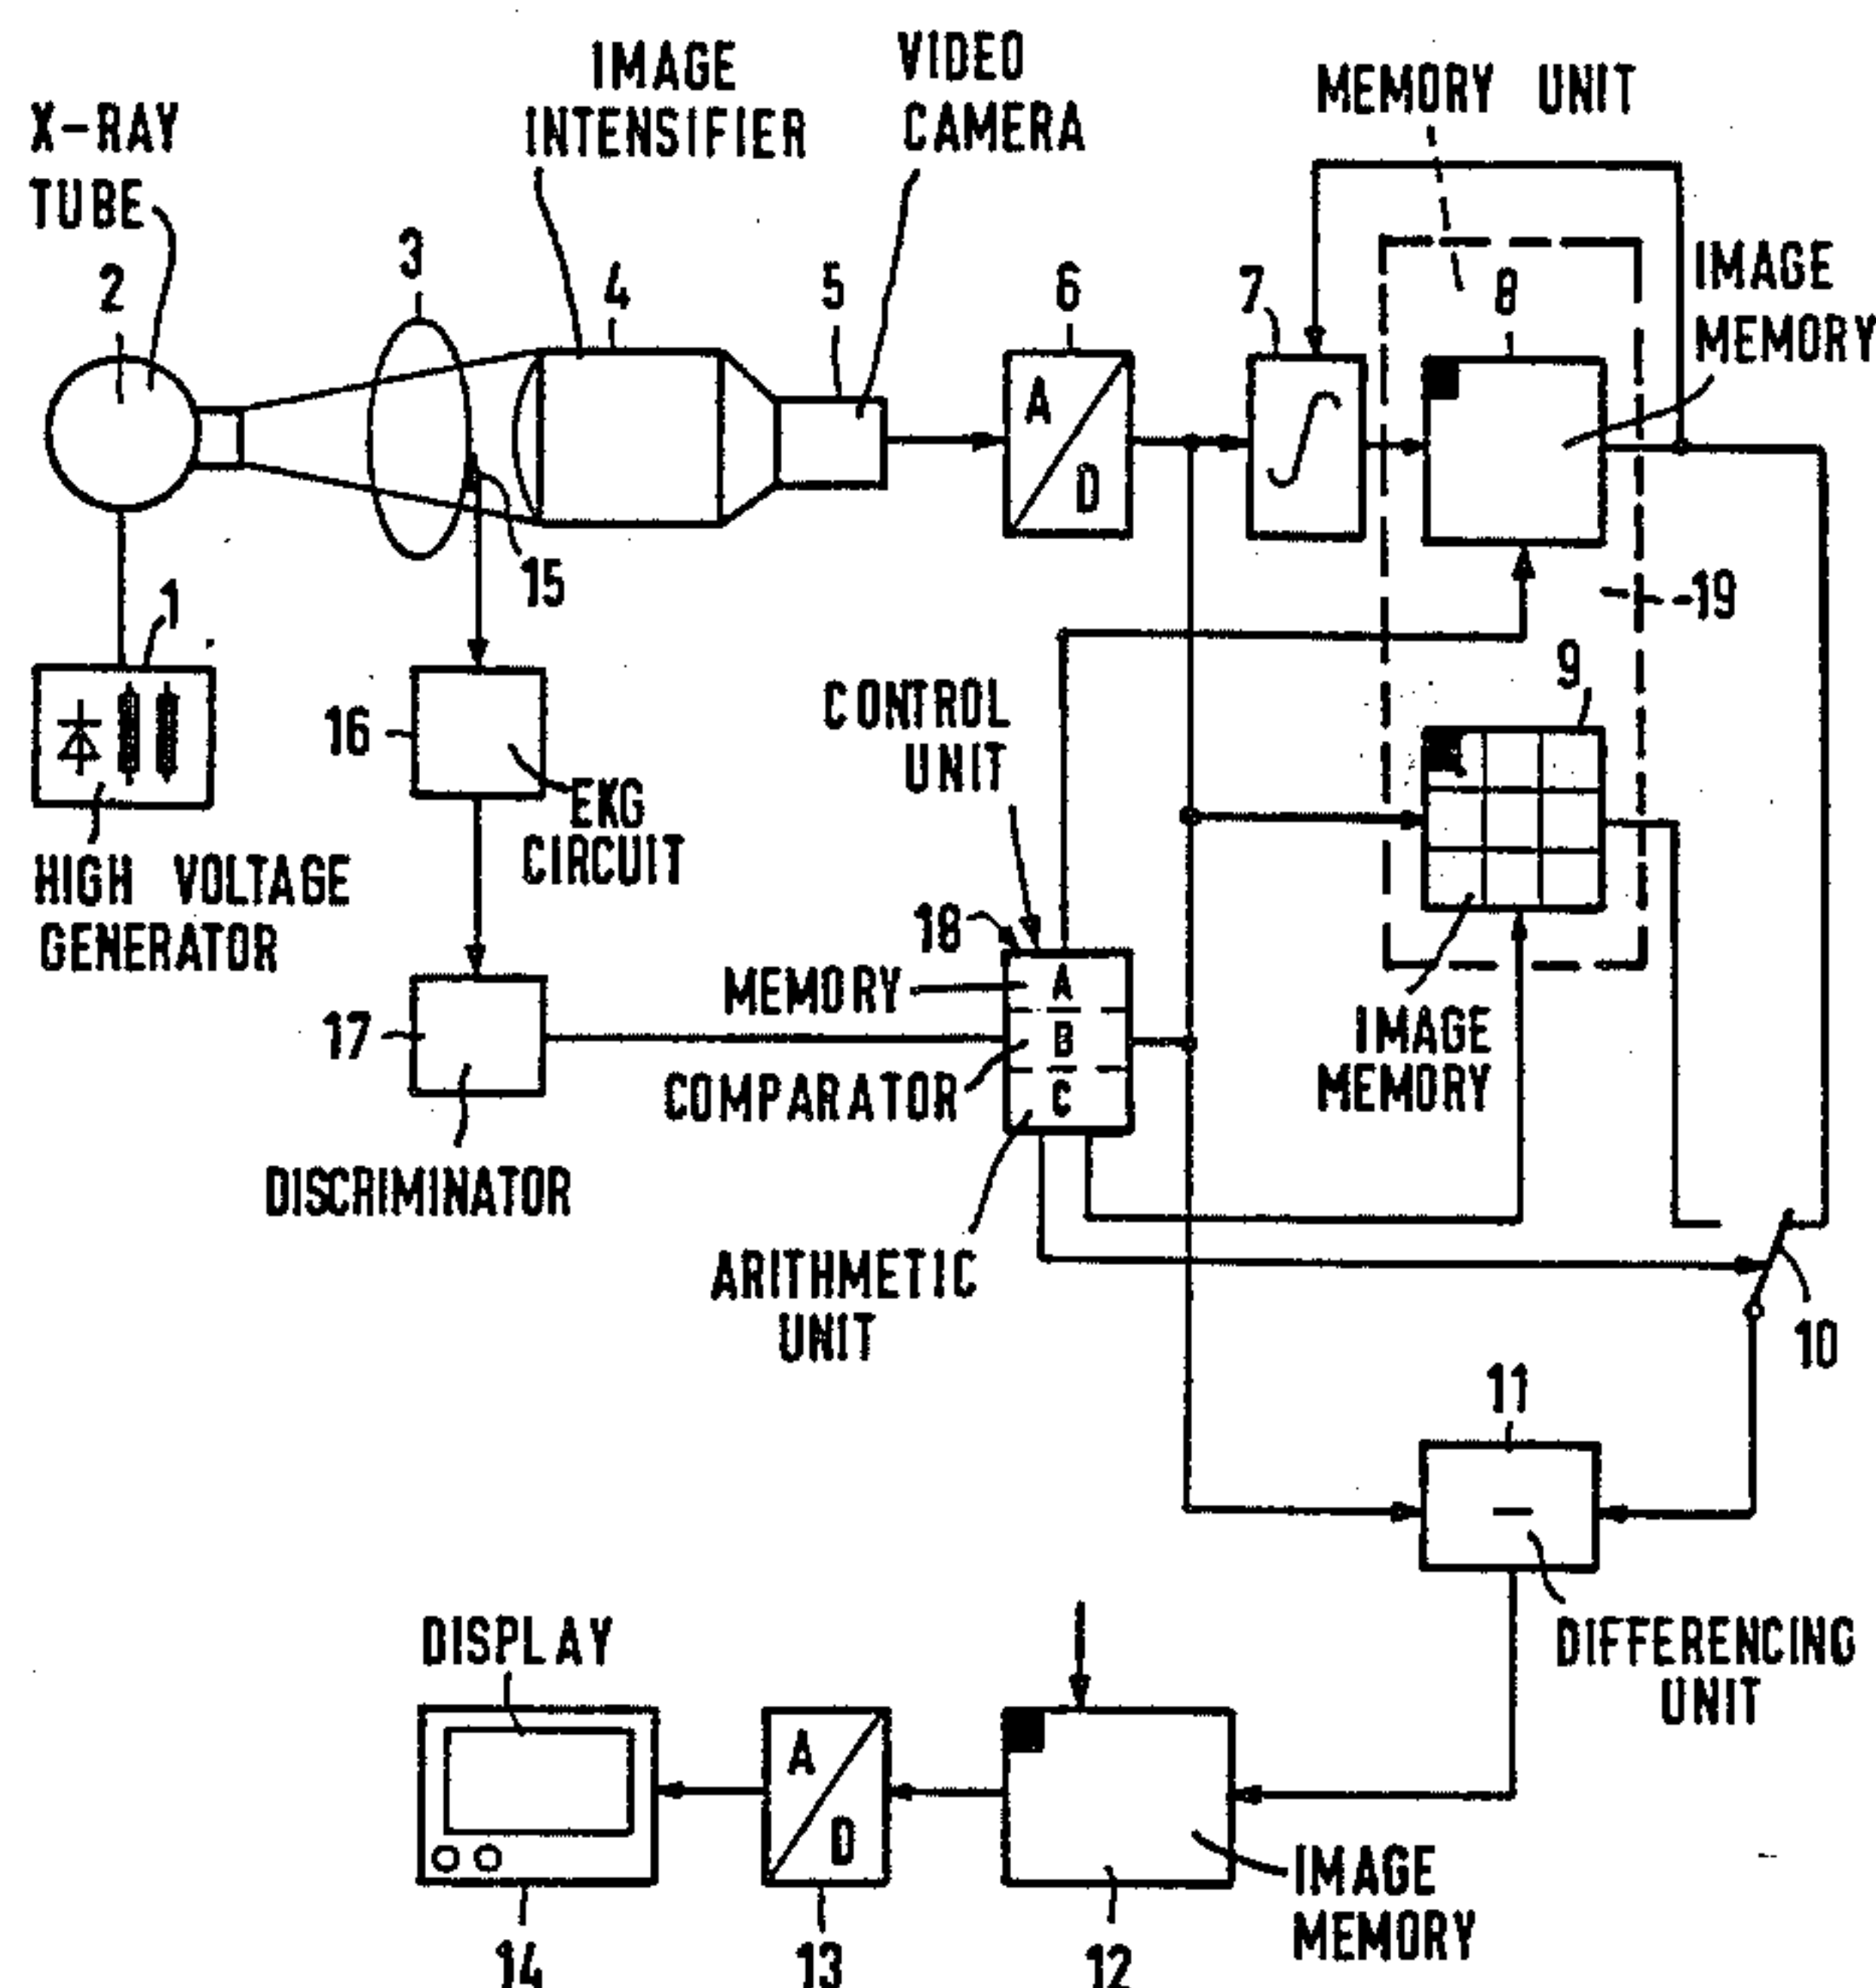 IMAGE
INTENSIFIER
VIDEO
CAMERA
MEMORY UNIT
X-RAY
TUBE
2
3
4
5
6
7
8
IMAGE
MEMORY
A
D
15
19
1
16
EKG
CIRCUIT
CONTROL
UNIT
9
HIGH VOLTAGE
GENERATOR
18
MEMORY
A
B
C
17
COMPARATOR
IMAGE
MEMORY
DISCRIMINATOR
ARITHMETIC
UNIT
10
11
–
DIFFERENCING
UNIT
DISPLAY
A
D
IMAGE
MEMORY
14
13
12